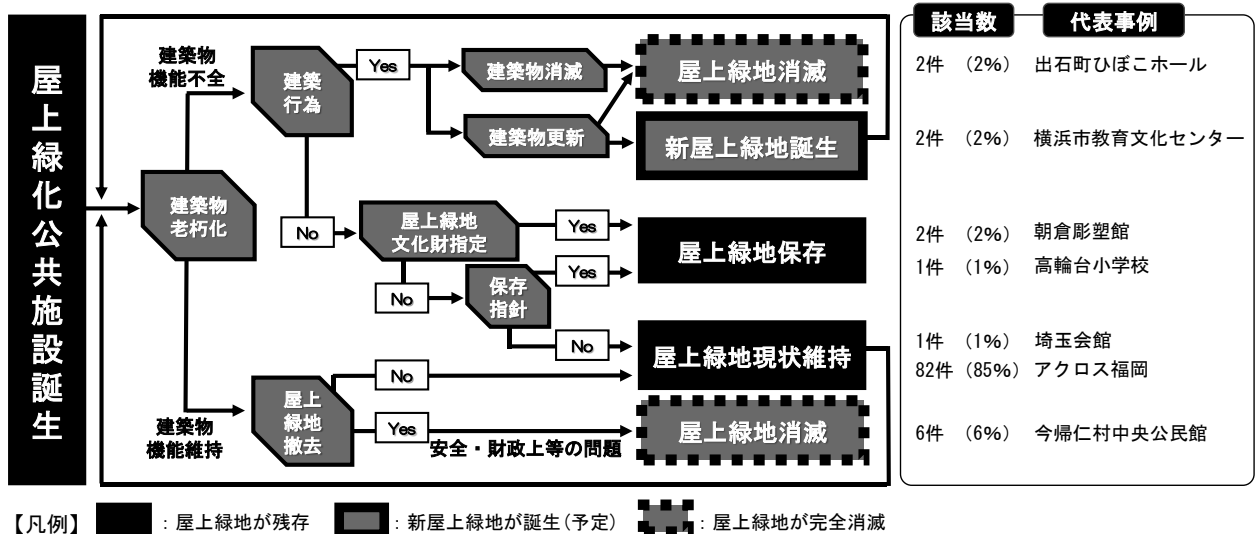 屋上緑化公共施設誕生
建築物
老朽化
建築物
機能不全
建築
行為
Yes
建築物消滅
建築物更新
屋上緑地消滅
新屋上緑地誕生
No
屋上緑地
文化財指定
Yes
屋上緑地保存
No
保存
指針
Yes
No
屋上緑地現状維持
建築物
機能維持
屋上
緑地
撤去
No
Yes
安全・財政上等の問題
屋上緑地消滅
該当数 代表事例
2件 (2%) 出石町ひぼこホール
2件 (2%) 横浜市教育文化センター
2件 (2%) 朝倉彫塑館
1件 (1%) 高輪台小学校
1件 (1%) 埼玉会館
82件 (85%) アクロス福岡
6件 (6%) 今帰仁村中央公民館
【凡例】 :屋上緑地が残存 :新屋上緑地が誕生(予定) :屋上緑地が完全消滅